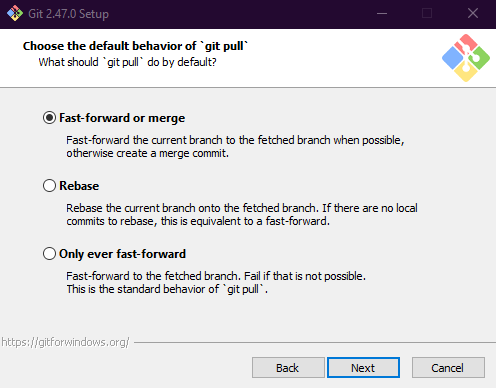 Git 2.47.0 Setup
Choose the default behavior of `git pull`
What should `git pull` do by default?
Fast-forward or merge
Fast-forward the current branch to the fetched branch when possible,
otherwise create a merge commit.
Rebase
Rebase the current branch onto the fetched branch. If there are no local
commits to rebase, this is equivalent to a fast-forward.
Only ever fast-forward
Fast-forward to the fetched branch. Fail if that is not possible.
This is the standard behavior of `git pull`.
https://gitforwindows.org/
Back
Next
Cancel